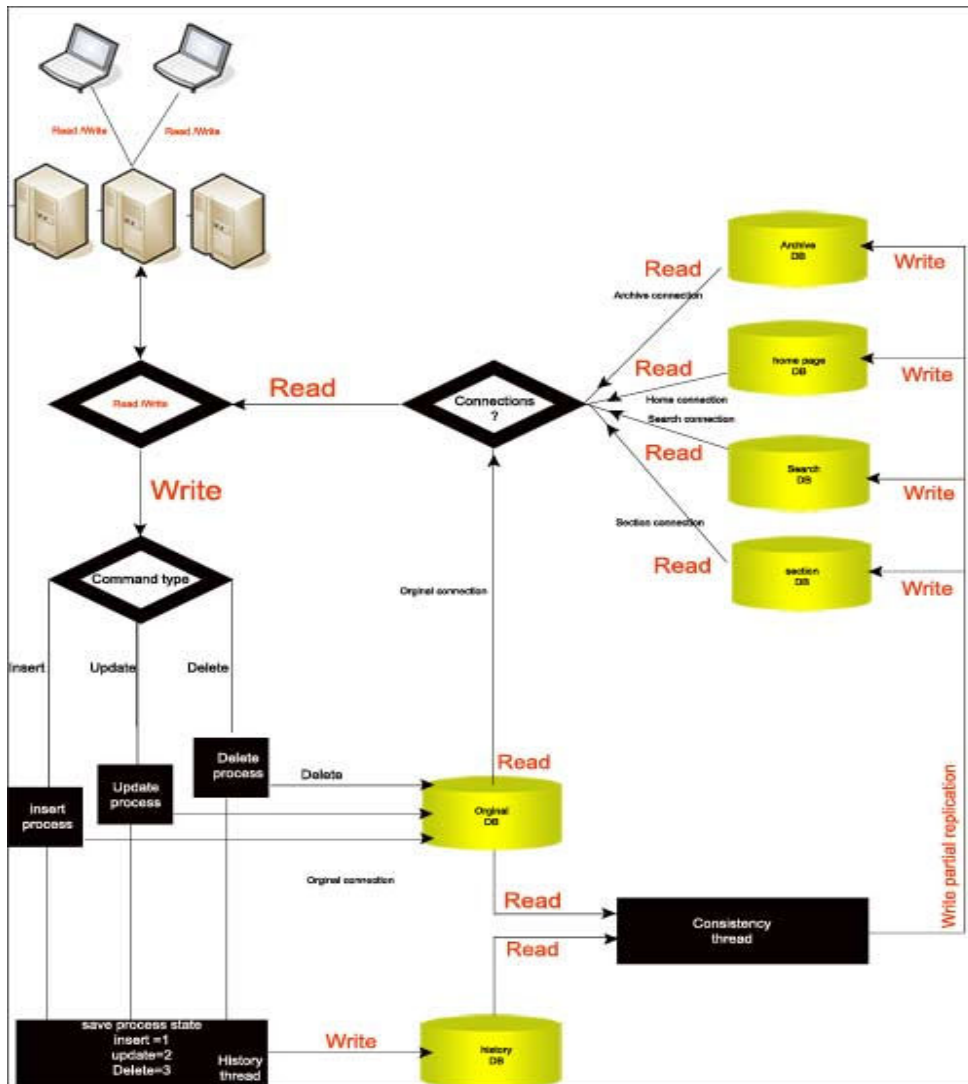 Read /Write
Read /Write
Archive
DB
Read
Write
Archive connection
home page
DB
Read
Write
Home connection
Read
Read /Write
Connections
?
Search connection
Read
Search
DB
Write
Write
Section connection
Read
section
DB
Write
Command type
Orginal connection
Insert
Update
Delete
Delete
process
Delete
Read
Update
process
Orginal
DB
insert
process
Orginal connection
Read
Write partial replication
Consistency
thread
Read
save process state
insert =1
update=2
Delete=3
History
thread
Write
history
DB